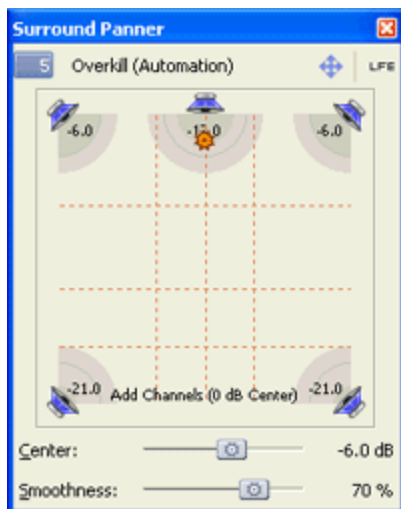 Surround Panner
5 Overkill (Automation) LFE
-6.0 -6.0
-21.0 Add Channels (0 dB Center) -21.0
Center: -6.0 dB
Smoothness: 70 %